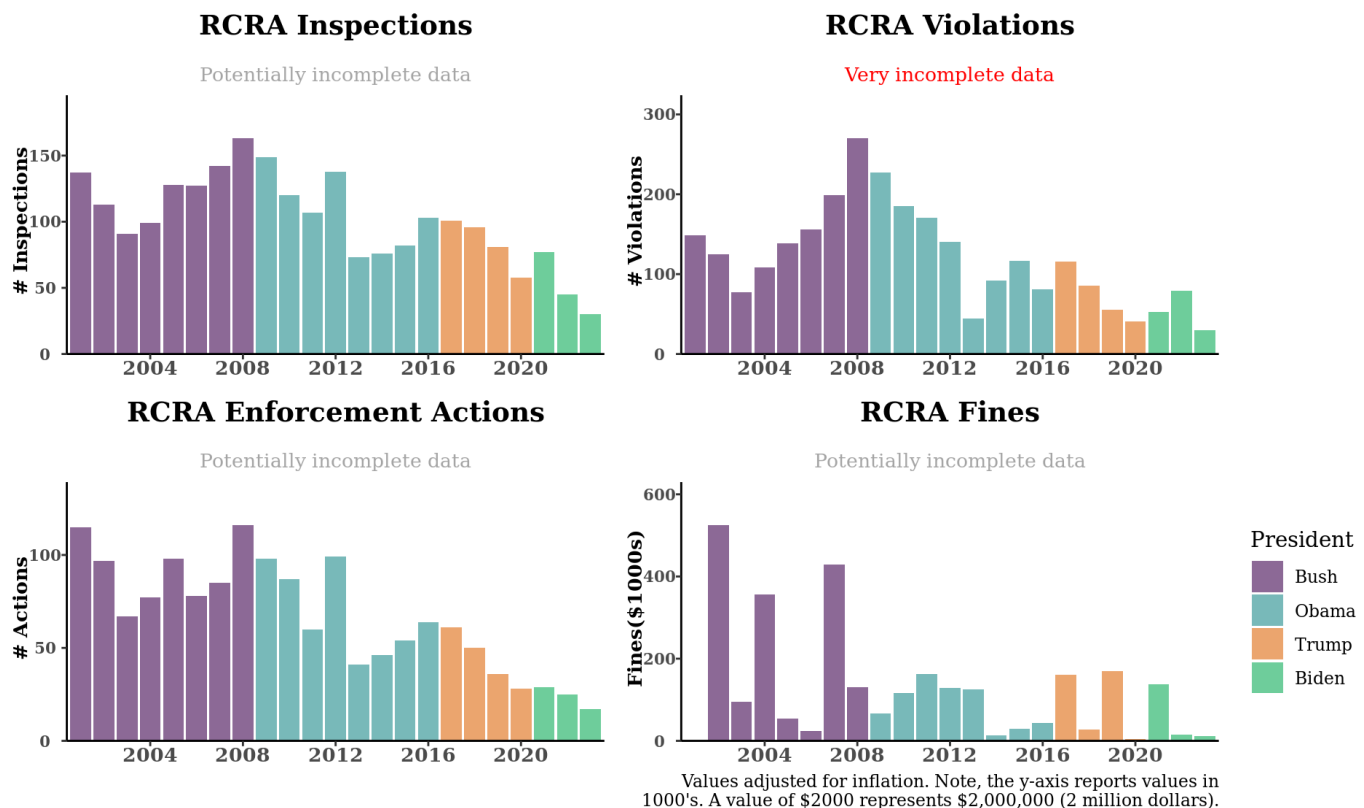 RCRA Inspections
Potentially incomplete data
# Inspections
150
100
50
0
2004 2008 2012 2016 2020
RCRA Violations
Very incomplete data
# Violations
300
200
100
0
2004 2008 2012 2016 2020
RCRA Enforcement Actions
Potentially incomplete data
# Actions
100
50
0
2004 2008 2012 2016 2020
RCRA Fines
Potentially incomplete data
Fines($1000s)
600
400
200
0
2004 2008 2012 2016 2020
President
Bush
Obama
Trump
Biden
Values adjusted for inflation. Note, the y-axis reports values in
1000's. A value of $2000 represents $2,000,000 (2 million dollars).